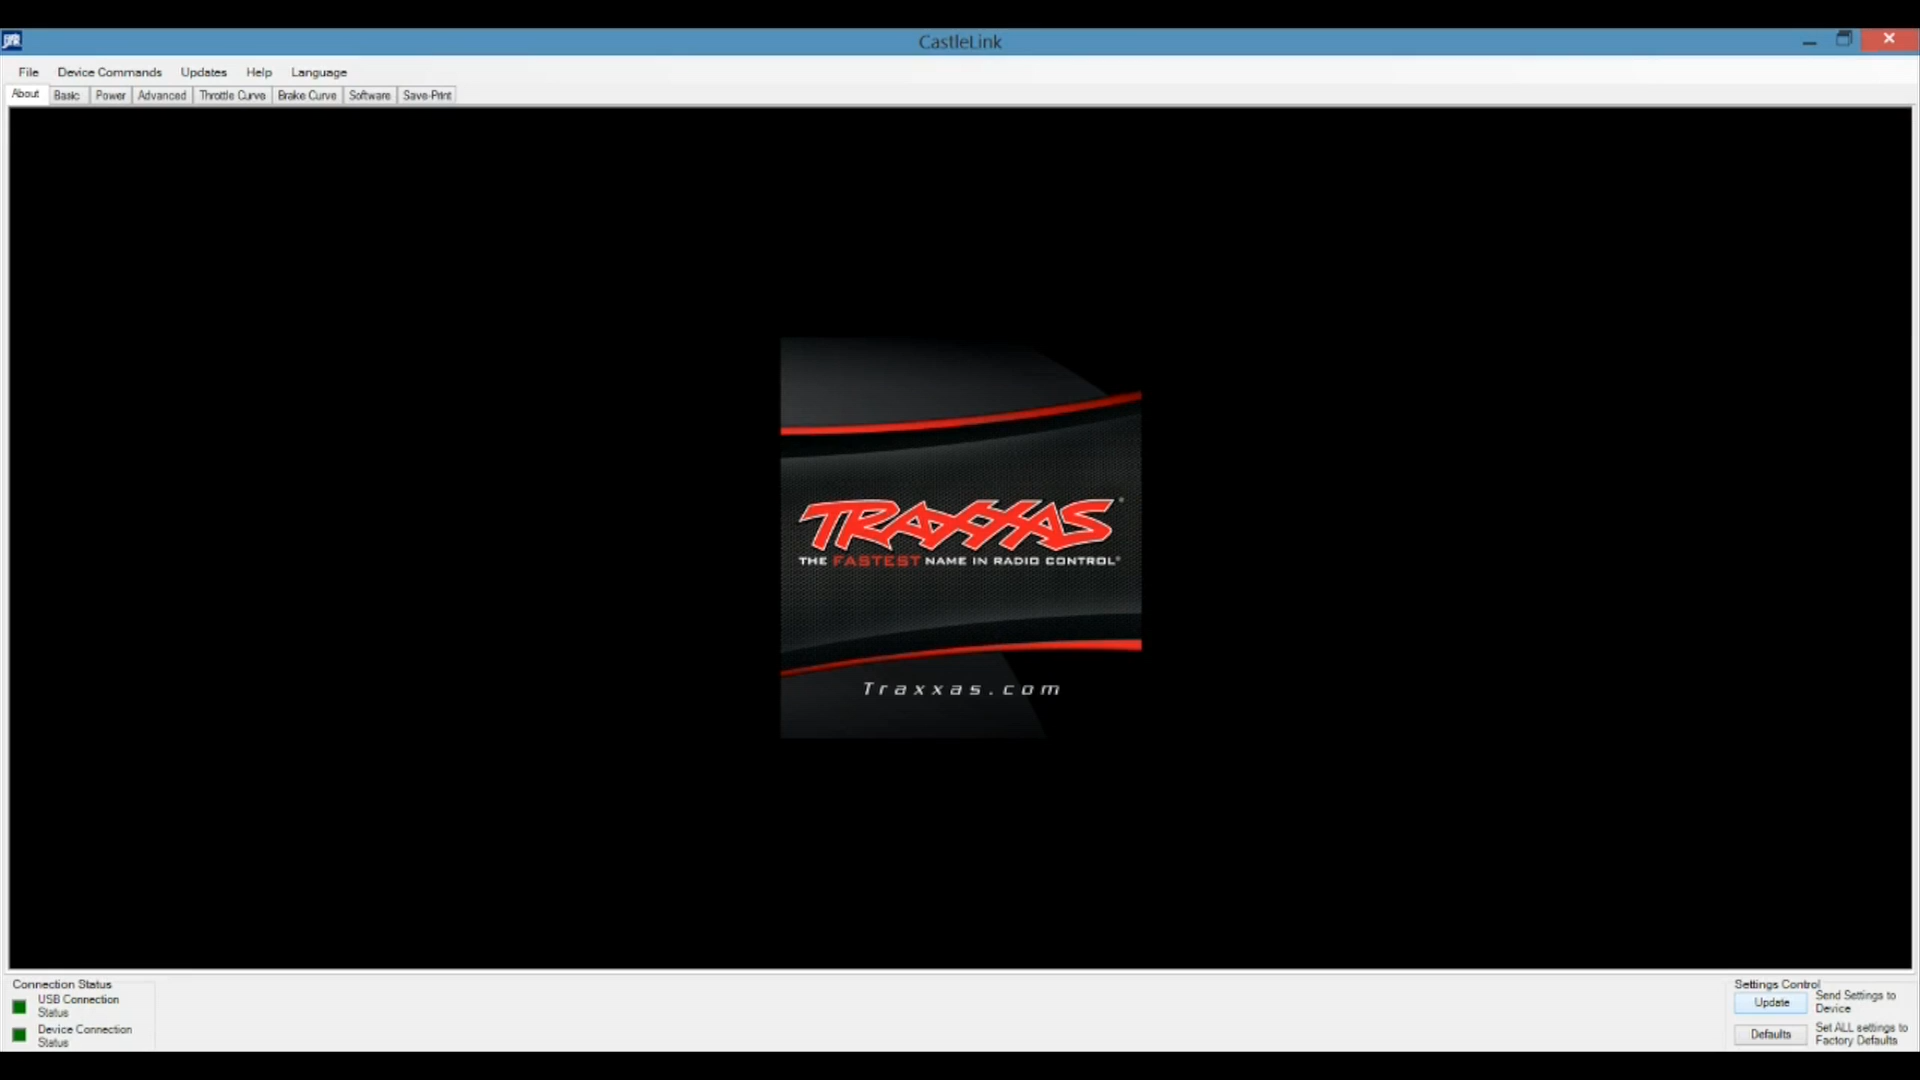 CastleLink
File Device Commands Updates Help Language
About Basic Power Advanced Throttle Curve Brake Curve Software Save-Print
TRAXXAS®
THE FASTEST NAME IN RADIO CONTROL®
Traxxas.com
Connection Status
USB Connection
Status
Device Connection
Status
Settings Control
Update
Send Settings to
Device
Defaults
Set ALL settings to
Factory Defaults